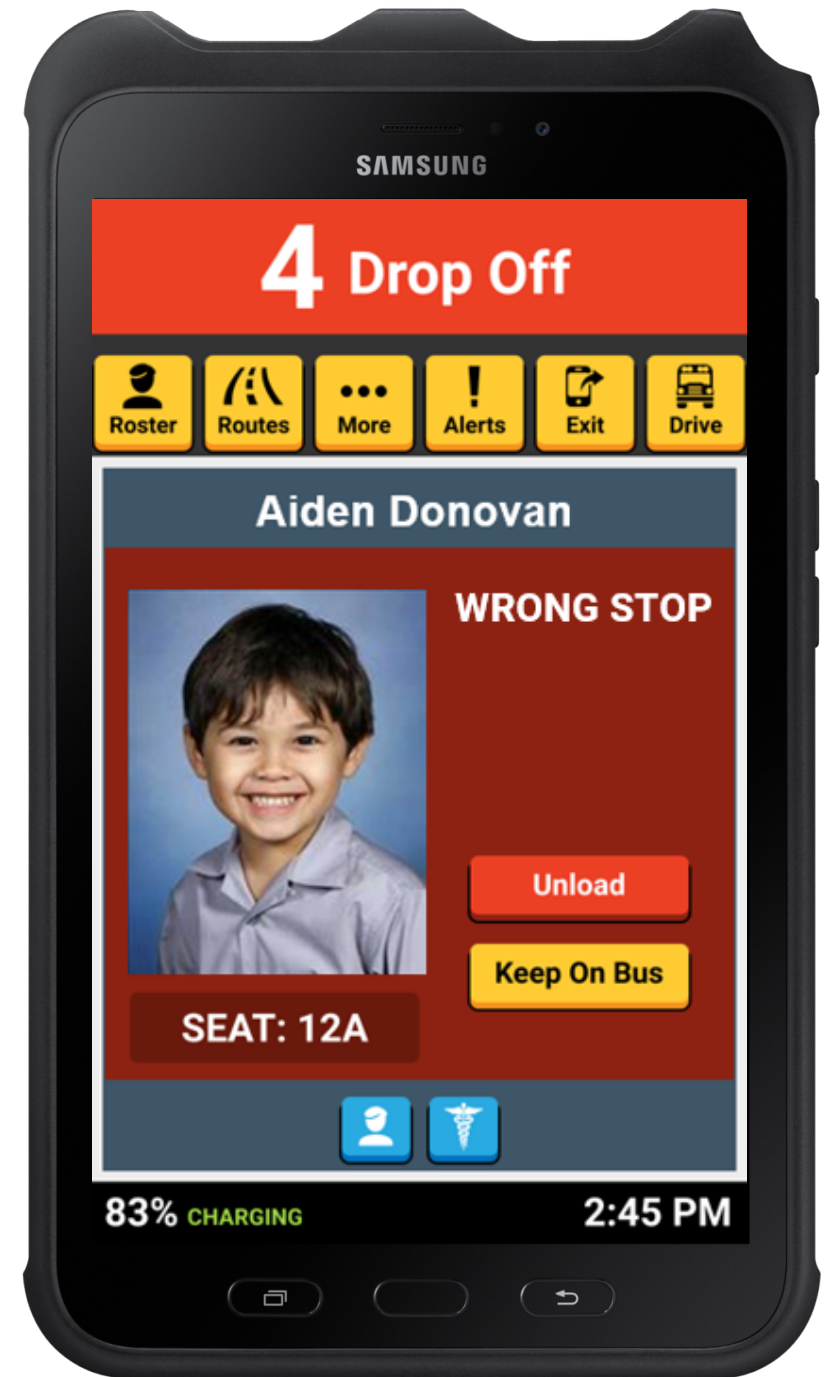 SAMSUNG
4 Drop Off
Roster Routes More Alerts Exit Drive
Aiden Donovan
WRONG STOP
Unload
Keep On Bus
SEAT: 12A
83% CHARGING 2:45 PM